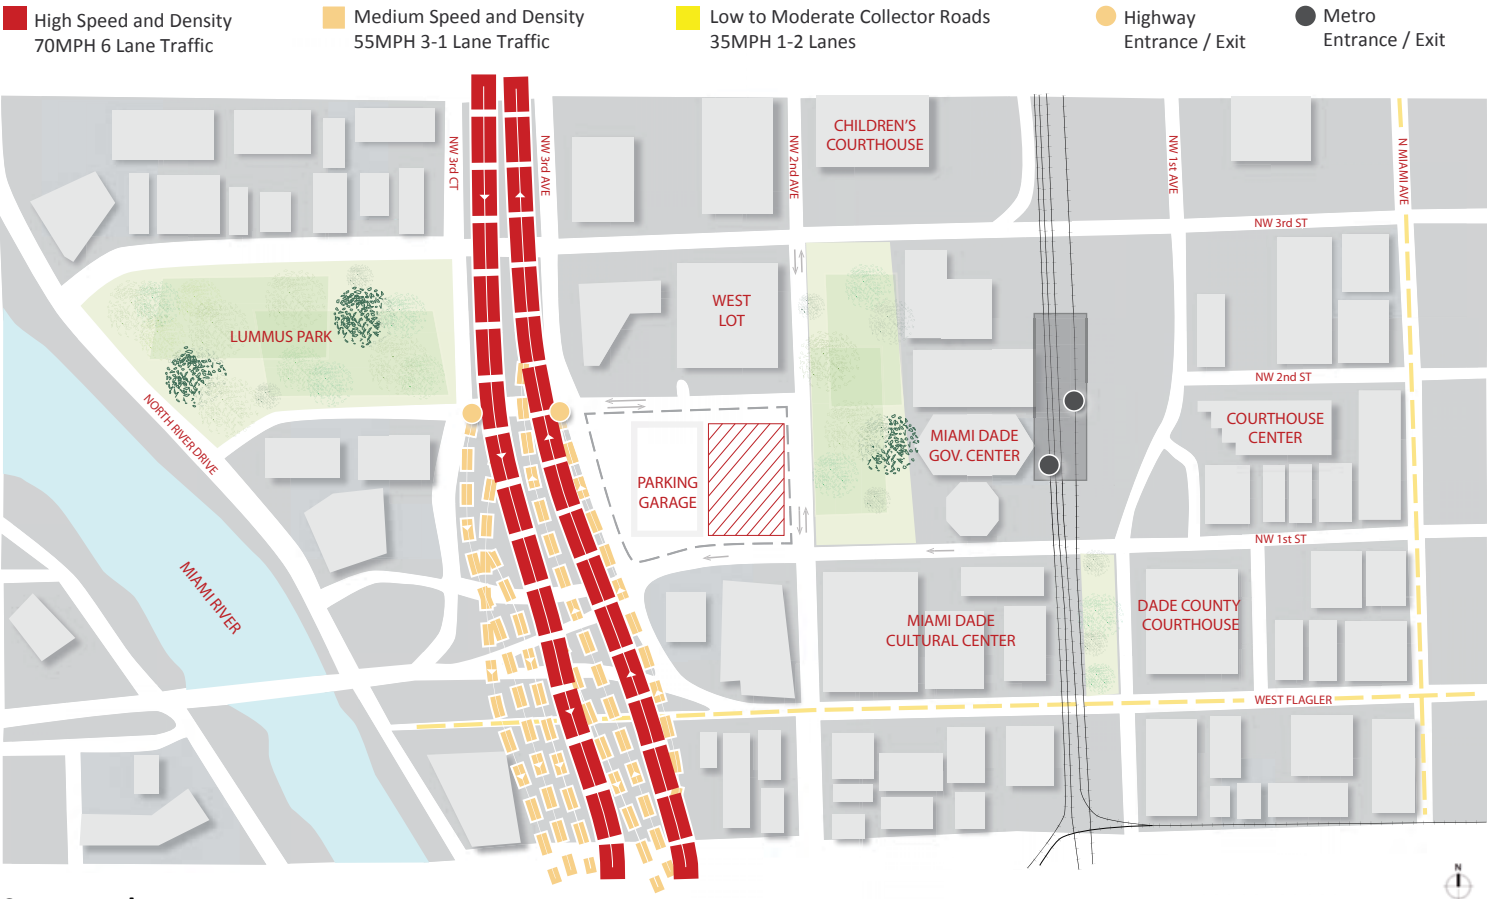 High Speed and Density
70MPH 6 Lane Traffic
Medium Speed and Density
55MPH 3-1 Lane Traffic
Low to Moderate Collector Roads
35MPH 1-2 Lanes
Highway
Entrance / Exit
Metro
Entrance / Exit
NW 3rd CT
NW 3rd AVE
NW 2nd AVE
CHILDREN'S
COURTHOUSE
NW 1st AVE
N MIAMI AVE
NW 3rd ST
LUMMUS PARK
WEST
LOT
NW 2nd ST
NORTH RIVER DRIVE
MIAMI DADE
GOV. CENTER
COURTHOUSE
CENTER
PARKING
GARAGE
NW 1st ST
MIAMI RIVER
MIAMI DADE
CULTURAL CENTER
DADE COUNTY
COURTHOUSE
WEST FLAGLER
N